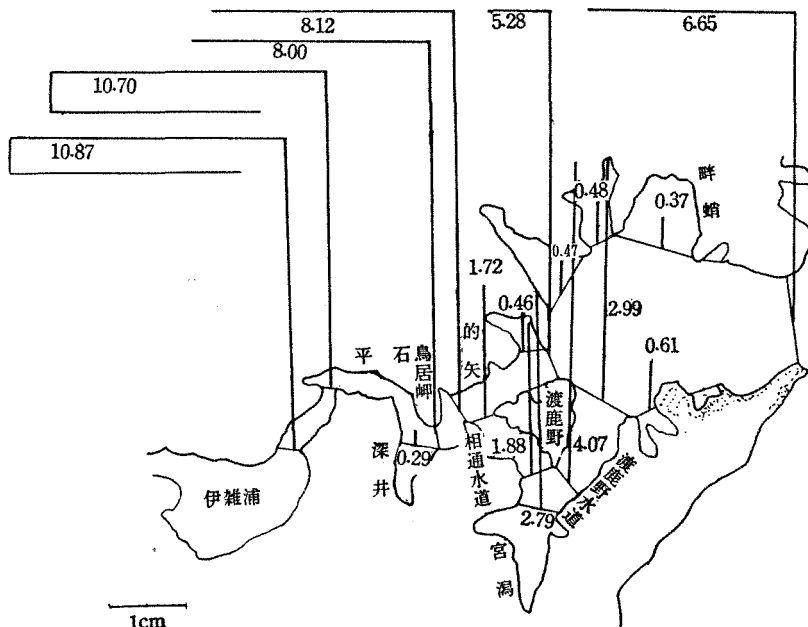 8.12
5.28
6.65
8.00
10.70
10.87
畔蛸
0.48
0.37
0.47
1.72
0.46
2.99
的矢
0.61
平石
鳥居岬
渡鹿野
1.88
4.07
相通水道
深井
0.29
渡鹿野水道
伊雑浦
2.79
宮潟
1cm